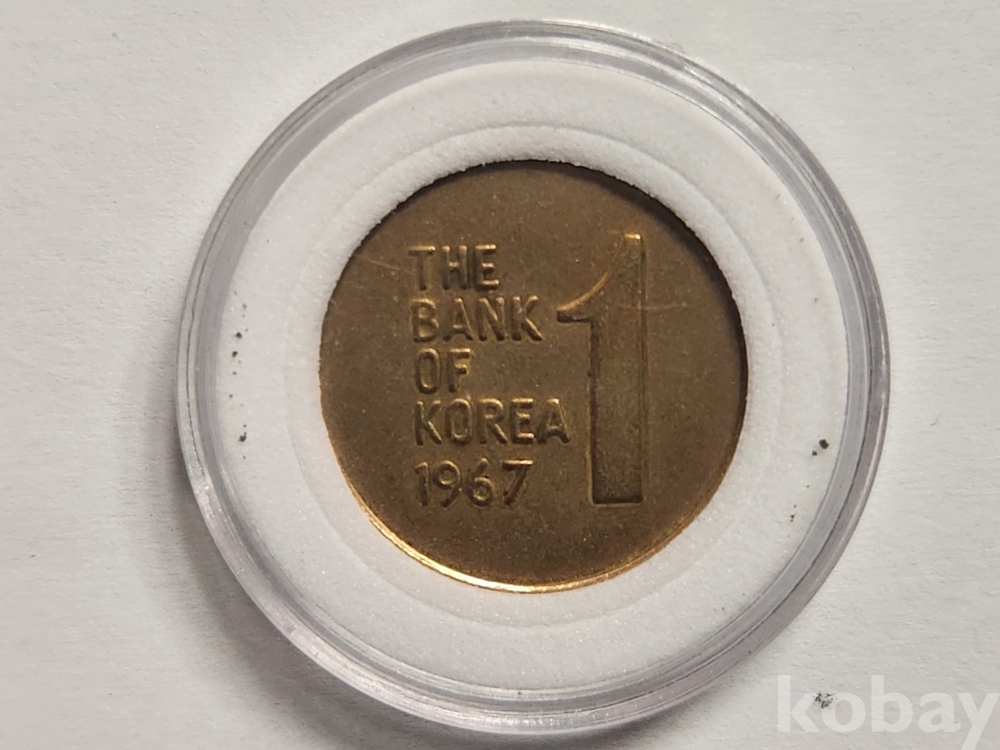 THE
BANK
OF
KOREA
1967
1
kobay